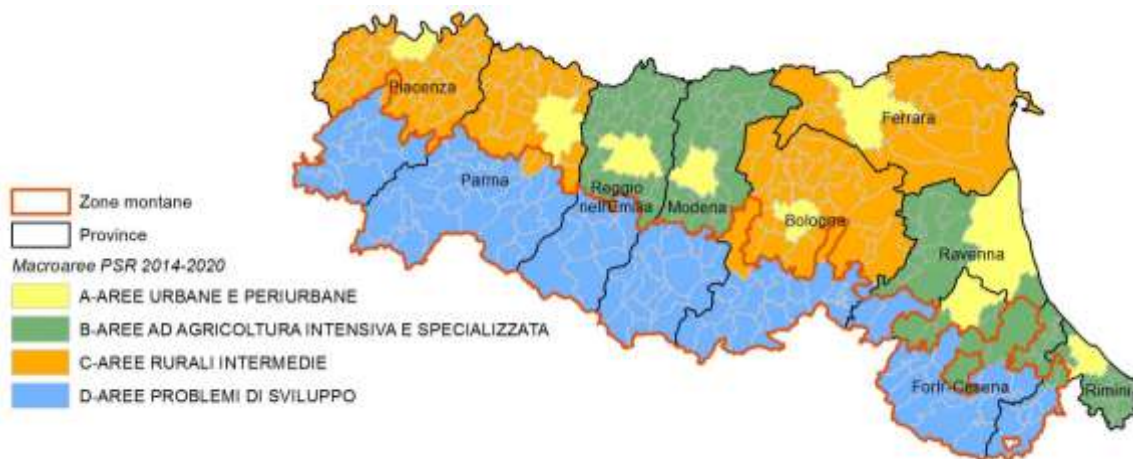 Piacenza
Ferrara
Parma
Reggio
nell'Emilia
Modena
Bologna
Ravenna
Forlì-Cesena
Rimini
Zone montane
Province
Macroaree PSR 2014-2020
A-AREE URBANE E PERIURBANE
B-AREE AD AGRICOLTURA INTENSIVA E SPECIALIZZATA
C-AREE RURALI INTERMEDIE
D-AREE PROBLEMI DI SVILUPPO